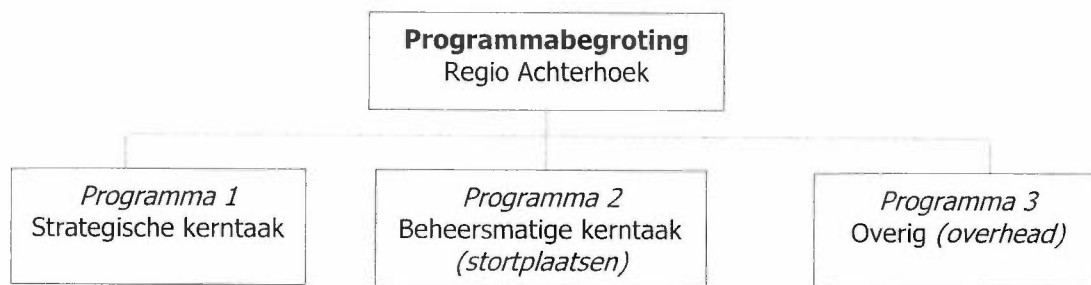 Programmabegroting
Regio Achterhoek
Programma 1
Strategische kerntaak
Programma 2
Beheersmatige kerntaak
(stortplaatsen)
Programma 3
Overig (overhead)